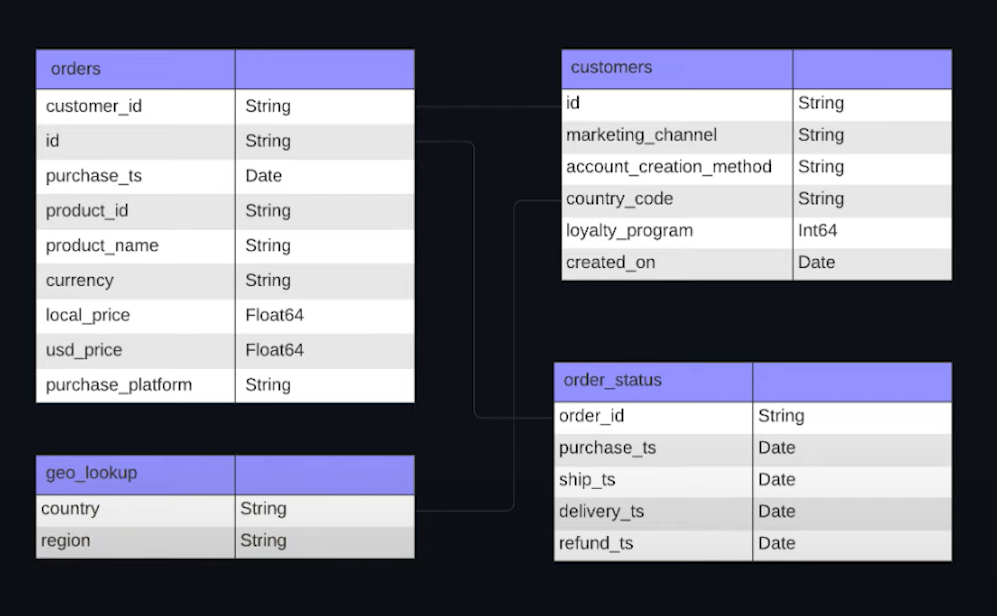 orders
customer_id String
id String
purchase_ts Date
product_id String
product_name String
currency String
local_price Float64
usd_price Float64
purchase_platform String
customers
id String
marketing_channel String
account_creation_method String
country_code String
loyalty_program Int64
created_on Date
geo_lookup
country String
region String
order_status
order_id String
purchase_ts Date
ship_ts Date
delivery_ts Date
refund_ts Date